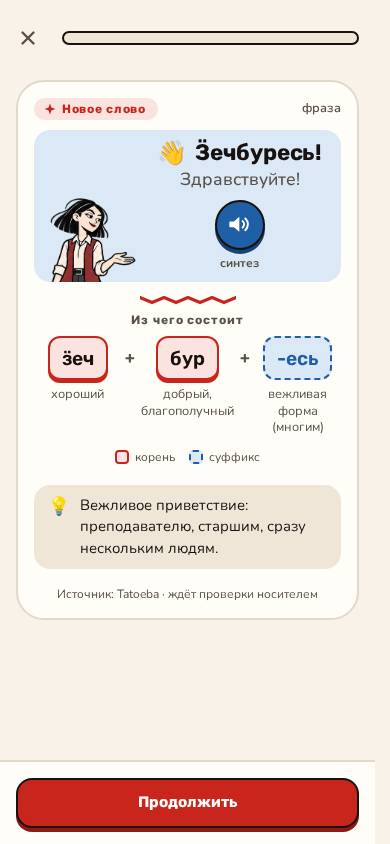 Новое слово
фраза
👋 Ӟечбуресь!
Здравствуйте!
синтез
Из чего состоит
ӟеч + бур + -есь
хороший
добрый, благополучный
вежливая форма (многим)
корень суффикс
💡 Вежливое приветствие:
преподавателю, старшим, сразу
нескольким людям.
Источник: Tatoeba · ждёт проверки носителем
Продолжить